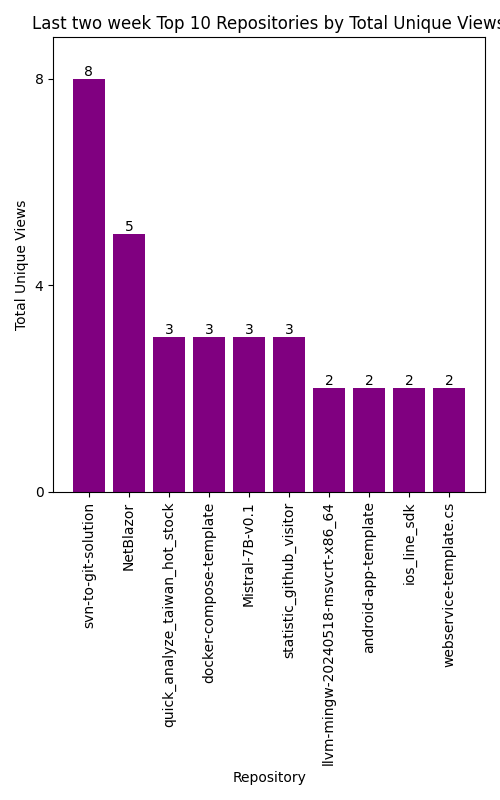 Last two week Top 10 Repositories by Total Unique Views
Total Unique Views
8
4
0
8
5
3
3
3
3
2
2
2
2
svn-to-git-solution
NetBlazor
quick_analyze_taiwan_hot_stock
docker-compose-template
Mistral-7B-v0.1
statistic_github_visitor
llvm-mingw-20240518-msvcrt-x86_64
android-app-template
ios_line_sdk
webservice-template.cs
Repository